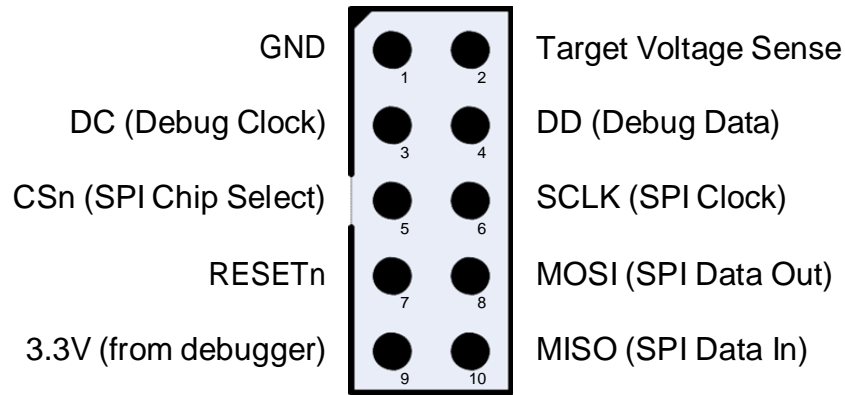 GND 1 2 Target Voltage Sense
DC (Debug Clock) 3 4 DD (Debug Data)
CSn (SPI Chip Select) 5 6 SCLK (SPI Clock)
RESETn 7 8 MOSI (SPI Data Out)
3.3V (from debugger) 9 10 MISO (SPI Data In)